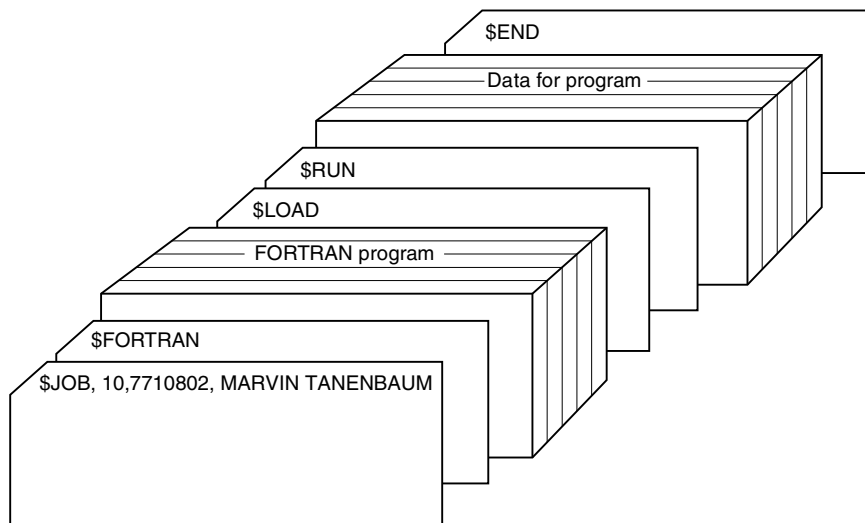 $END
Data for program
$RUN
$LOAD
FORTRAN program
$FORTRAN
$JOB, 10,7710802, MARVIN TANENBAUM